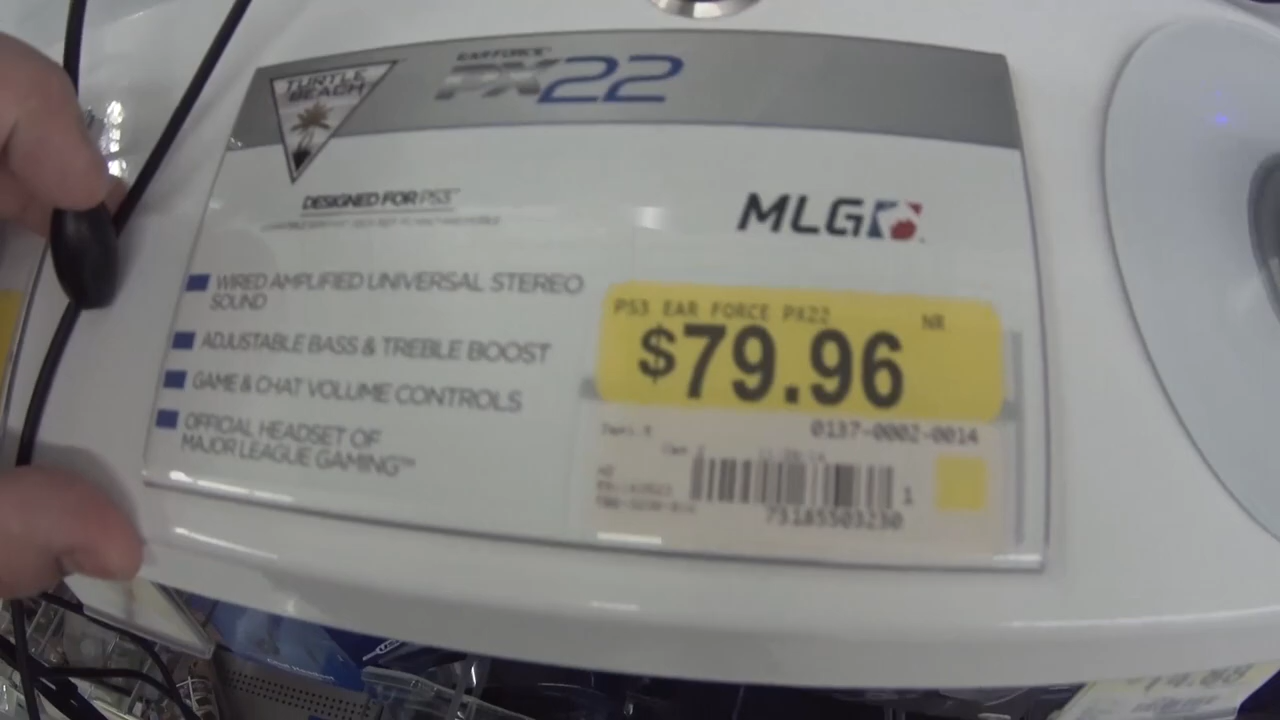 TURTLE
BEACH
EAR FORCE
PX22
DESIGNED FOR PS3™
MLG
WIRED AMPLIFIED UNIVERSAL STEREO
SOUND
ADJUSTABLE BASS & TREBLE BOOST
GAME & CHAT VOLUME CONTROLS
OFFICIAL HEADSET OF
MAJOR LEAGUE GAMING™
PS3 EAR FORCE PX22
NR
$79.96
0137-0002-0014
1
73185503230